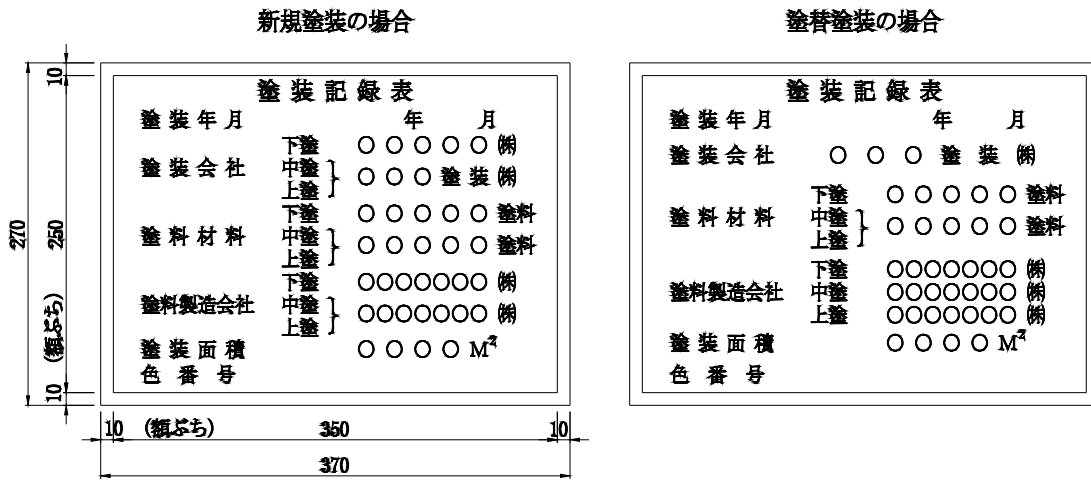 新規塗装の場合
塗装記録表
塗装年月 年 月
塗装会社
下塗 ○○○○○㈱
中塗
上塗
○○○塗装㈱
塗料材料
下塗 ○○○○○塗料
中塗
上塗
○○○○○塗料
塗料製造会社
下塗 ○○○○○○○㈱
中塗
上塗
○○○○○○○㈱
塗装面積 ○○○○M²
色番号
10
250
10
(額ぶち)
270
10 (額ぶち) 350 10
370
塗替塗装の場合
塗装記録表
塗装年月 年 月
塗装会社 ○○○塗装㈱
塗料材料
下塗 ○○○○○塗料
中塗
上塗
○○○○○塗料
塗料製造会社
下塗 ○○○○○○○㈱
中塗 ○○○○○○○㈱
上塗 ○○○○○○○㈱
塗装面積 ○○○○M²
色番号